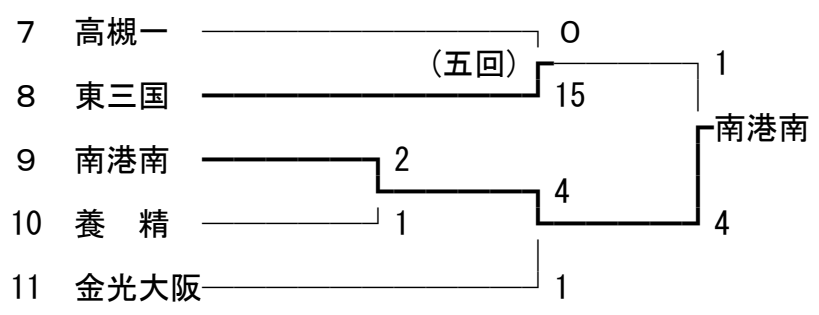 7 高槻一 0
(五回) 1
8 東三国 15
南港南
9 南港南 2
4
10 養 精 1 4
11 金光大阪 1